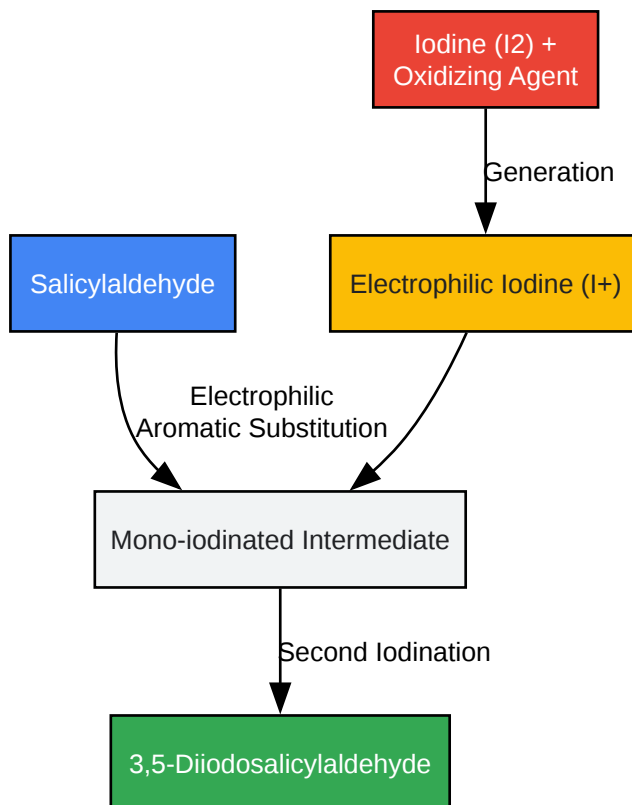 Iodine (I2) +
Oxidizing Agent
Generation
Salicylaldehyde
Electrophilic Iodine (I+)
Electrophilic
Aromatic Substitution
Mono-iodinated Intermediate
Second Iodination
3,5-Diiodosalicylaldehyde